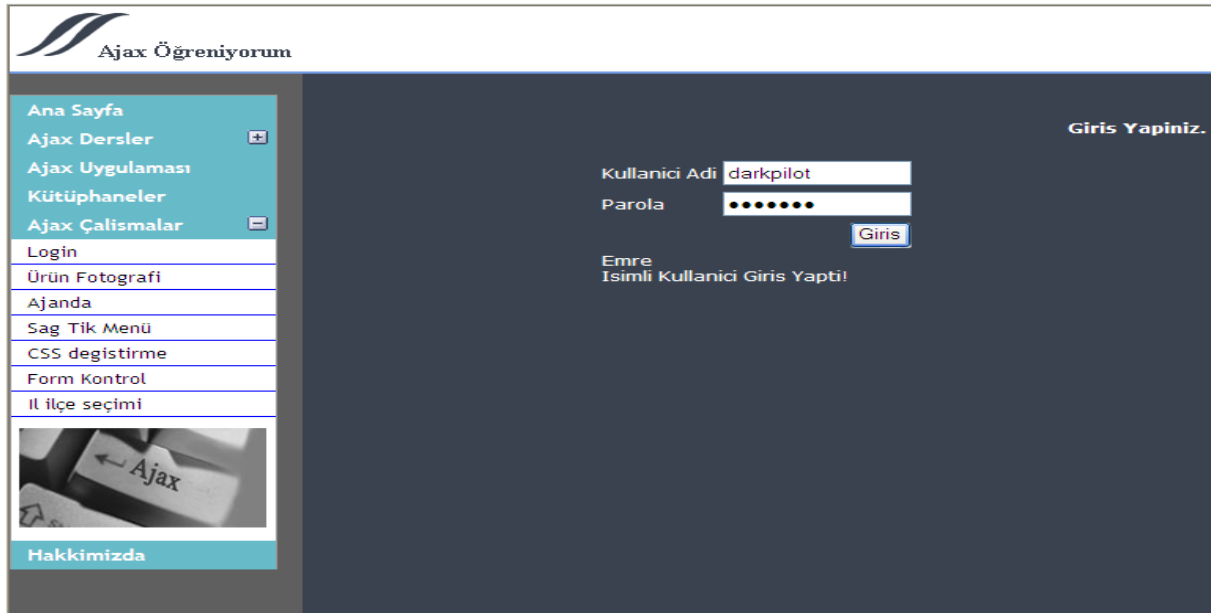 Ajax Öğreniyorum
Ana Sayfa
Ajax Dersler
Ajax Uygulaması
Kütüphaneler
Ajax Çalismalar
Login
Ürün Fotografi
Ajanda
Sag Tik Menü
CSS degistirme
Form Kontrol
Il ilçe seçimi
Ajax
Hakkimizda
Giris Yapiniz.
Kullanici Adi darkpilot
Parola •••••••
Giris
Emre
Isimli Kullanici Giris Yapti!